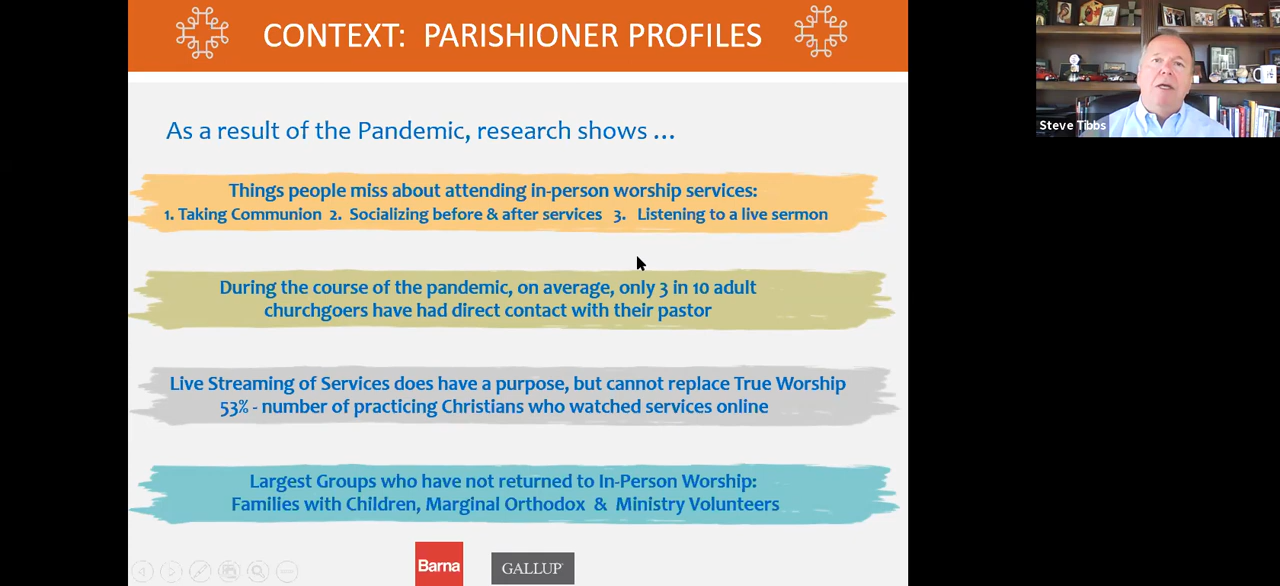 CONTEXT: PARISHIONER PROFILES
Steve Tibbs
As a result of the Pandemic, research shows ...
Things people miss about attending in-person worship services:
1. Taking Communion 2. Socializing before & after services 3. Listening to a live sermon
During the course of the pandemic, on average, only 3 in 10 adult
churchgoers have had direct contact with their pastor
Live Streaming of Services does have a purpose, but cannot replace True Worship
53% - number of practicing Christians who watched services online
Largest Groups who have not returned to In-Person Worship:
Families with Children, Marginal Orthodox & Ministry Volunteers
Barna
GALLUP